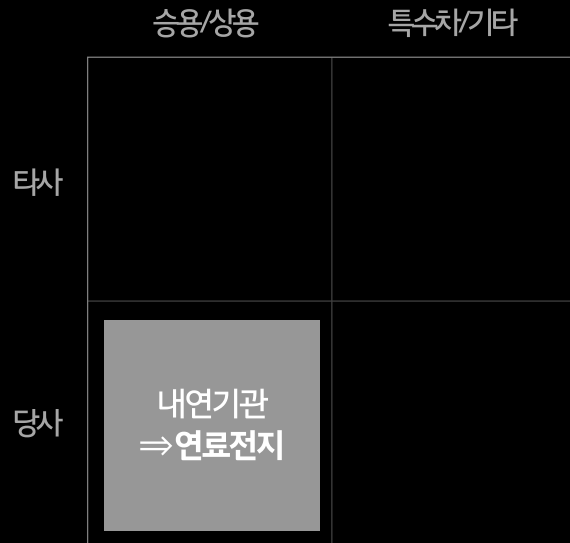 승용/상용
특수차/기타
타사
당사
내연기관
⇒연료전지